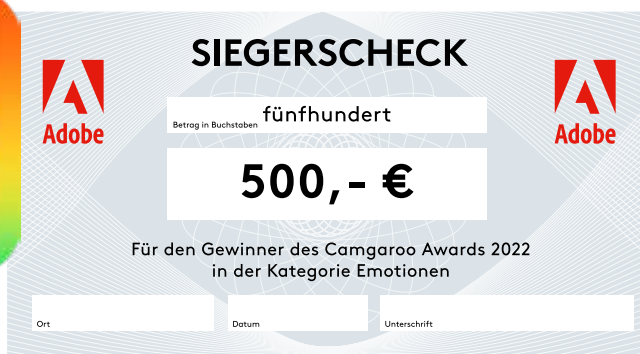 SIEGERSCHECK
Adobe
Adobe
fünfhundert
Betrag in Buchstaben
500,- €
Für den Gewinner des Camgaroo Awards 2022
in der Kategorie Emotionen
Ort
Datum
Unterschrift